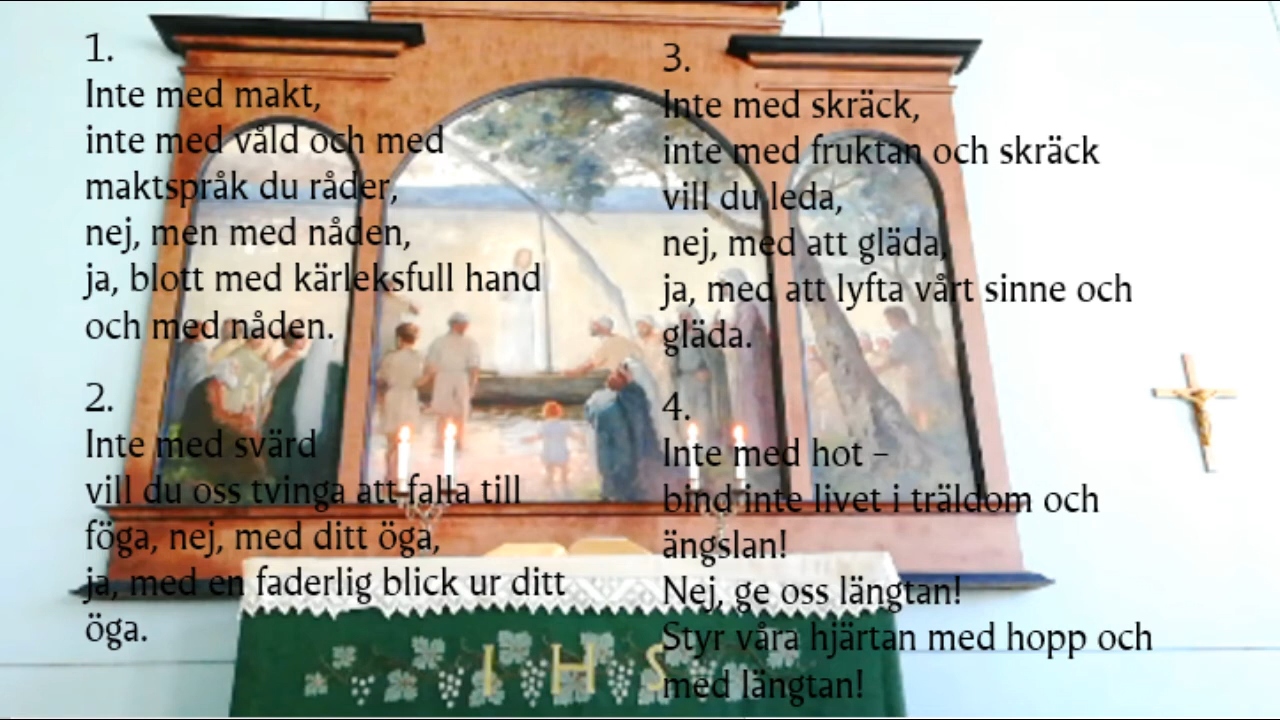 1.
Inte med makt,
inte med våld och med
maktspråk du råder,
nej, men med nåden,
ja, blott med kärleksfull hand
och med nåden.
2.
Inte med svärd
vill du oss tvinga att falla till
föga, nej, med ditt öga,
ja, med en faderlig blick ur ditt
öga.
3.
Inte med skräck,
inte med fruktan och skräck
vill du leda,
nej, med att gläda,
ja, med att lyfta vårt sinne och
gläda.
4.
Inte med hot –
bind inte livet i träldom och
ängslan!
Nej, ge oss längtan!
Styr våra hjärtan med hopp och
med längtan!
I H S